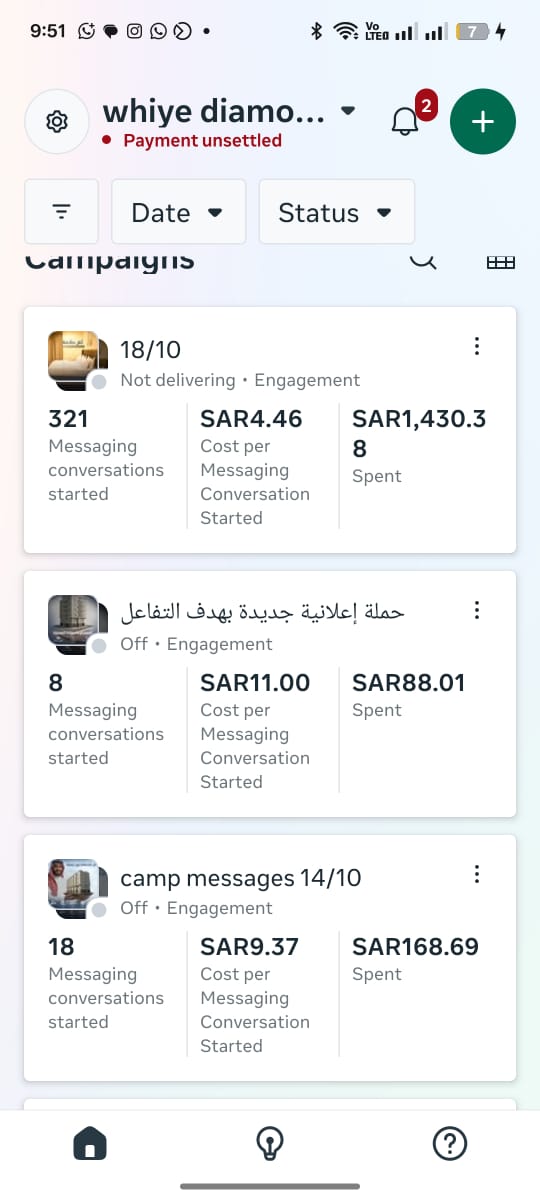 9:51
Vo
LTE
7
whiye diamo...
Payment unsettled
2
Date
Status
Campaigns
18/10
Not delivering • Engagement
321
Messaging
conversations
started
SAR4.46
Cost per
Messaging
Conversation
Started
SAR1,430.3
8
Spent
حملة إعلانية جديدة بهدف التفاعل
Off • Engagement
8
Messaging
conversations
started
SAR11.00
Cost per
Messaging
Conversation
Started
SAR88.01
Spent
camp messages 14/10
Off • Engagement
18
Messaging
conversations
started
SAR9.37
Cost per
Messaging
Conversation
Started
SAR168.69
Spent